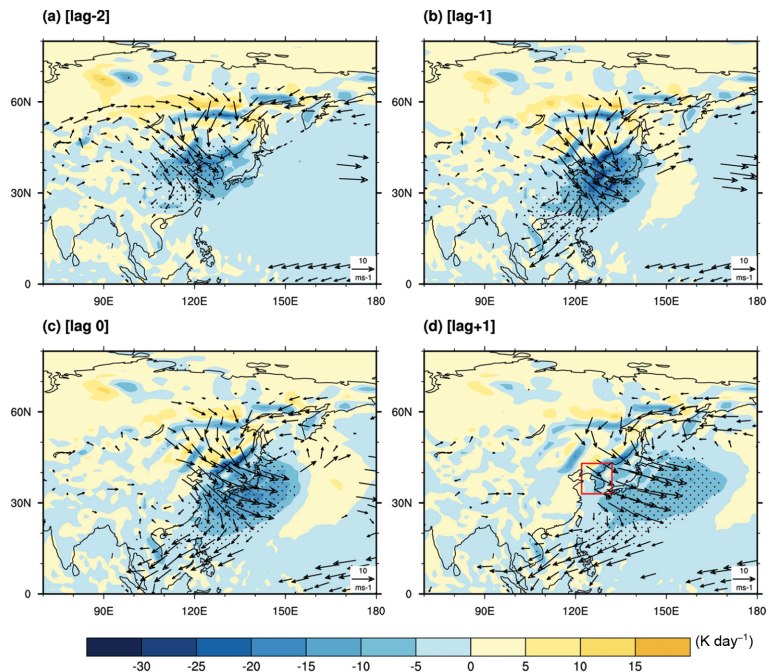 (a) [lag-2]
(b) [lag-1]
60N
30N
0
90E
120E
150E
180
10
ms-1
60N
30N
0
90E
120E
150E
180
10
ms-1
(c) [lag 0]
(d) [lag+1]
60N
30N
0
90E
120E
150E
180
10
ms-1
60N
30N
0
90E
120E
150E
180
10
ms-1
-30 -25 -20 -15 -10 -5 0 5 10 15
(K day⁻¹)